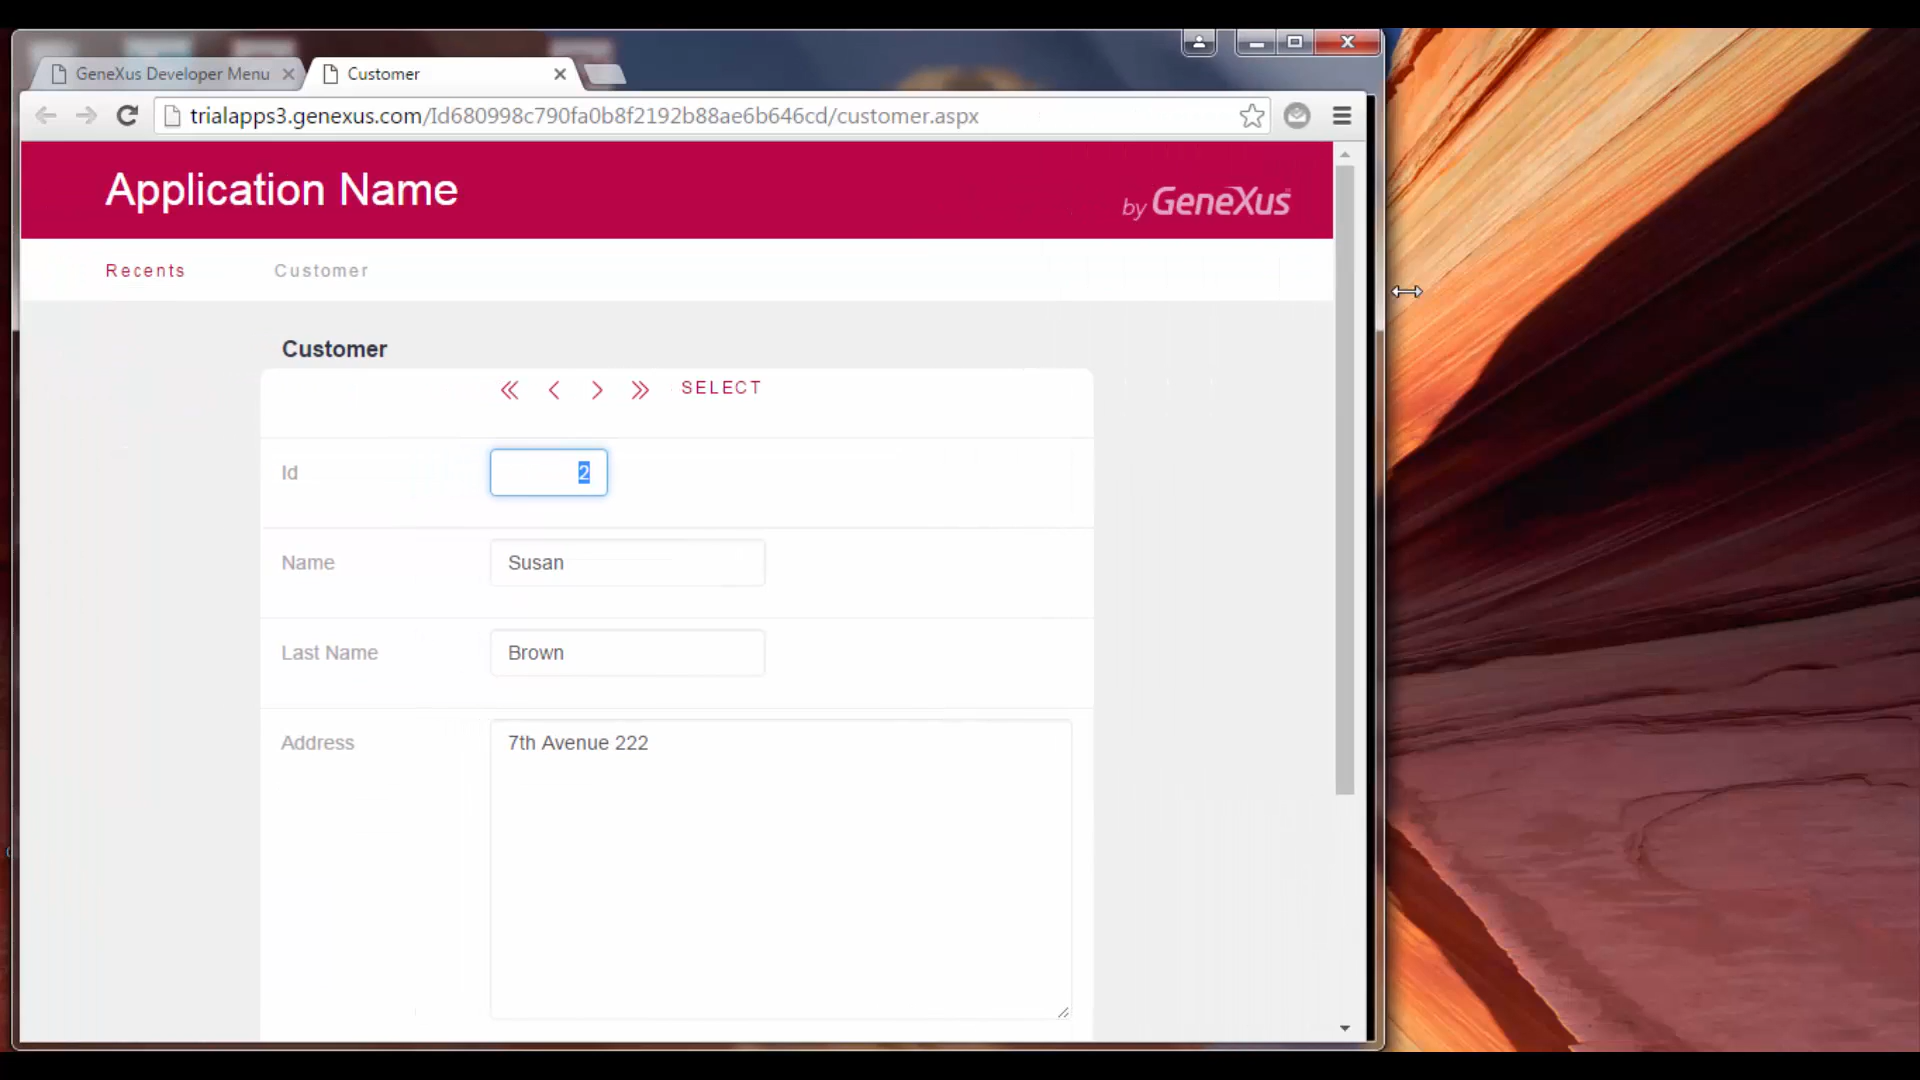 GeneXus Developer Menu
Customer
trialapps3.genexus.com/Id680998c790fa0b8f2192b88ae6b646cd/customer.aspx
Application Name
by GeneXus
Recents
Customer
Customer
SELECT
Id
2
Name
Susan
Last Name
Brown
Address
7th Avenue 222